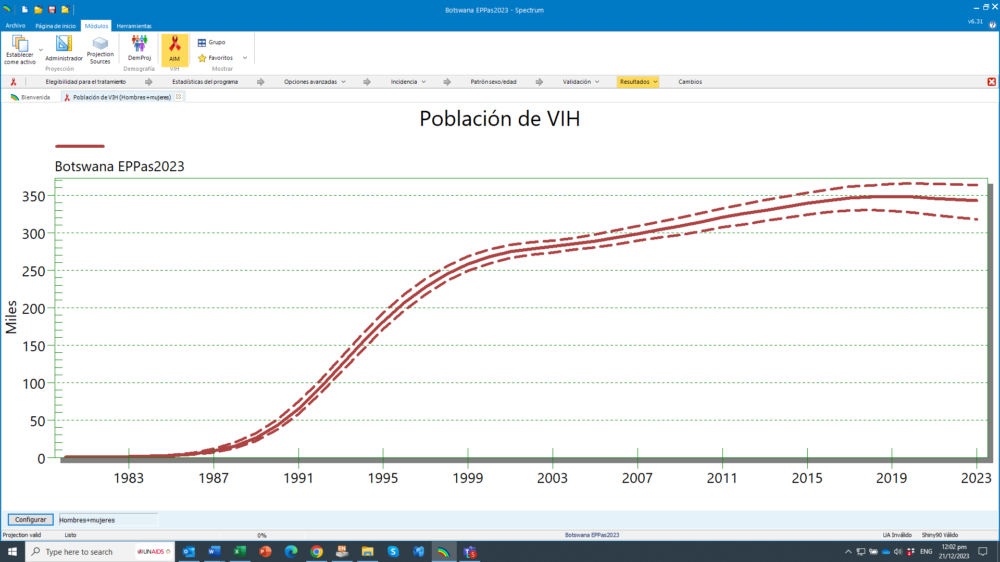 Botswana EPPas2023 - Spectrum
Archivo
Página de inicio
Módulos
Herramientas
v6.31
Establecer
come activo
Administrador
Projection
Sources
DemProj
AIM
Grupo
Favoritos
Proyección
Demografía
VIH
Mostrar
Elegibilidad para el tratamiento
Estadísticas del programa
Opciones avanzadas
Incidencia
Patrón sexo/edad
Validación
Resultados
Cambios
Bienvenida
Población de VIH (Hombres+mujeres)
Población de VIH
Botswana EPPas2023
350
300
250
200
150
100
50
0
Miles
1983
1987
1991
1995
1999
2003
2007
2011
2015
2019
2023
Configurar
Hombres+mujeres
Projection valid
Listo
0%
Botswana EPPas2023
UA Inválido
Shiny90 Válido
Type here to search
UNAIDS
EN
5
2
ENG
12:02 pm
21/12/2023